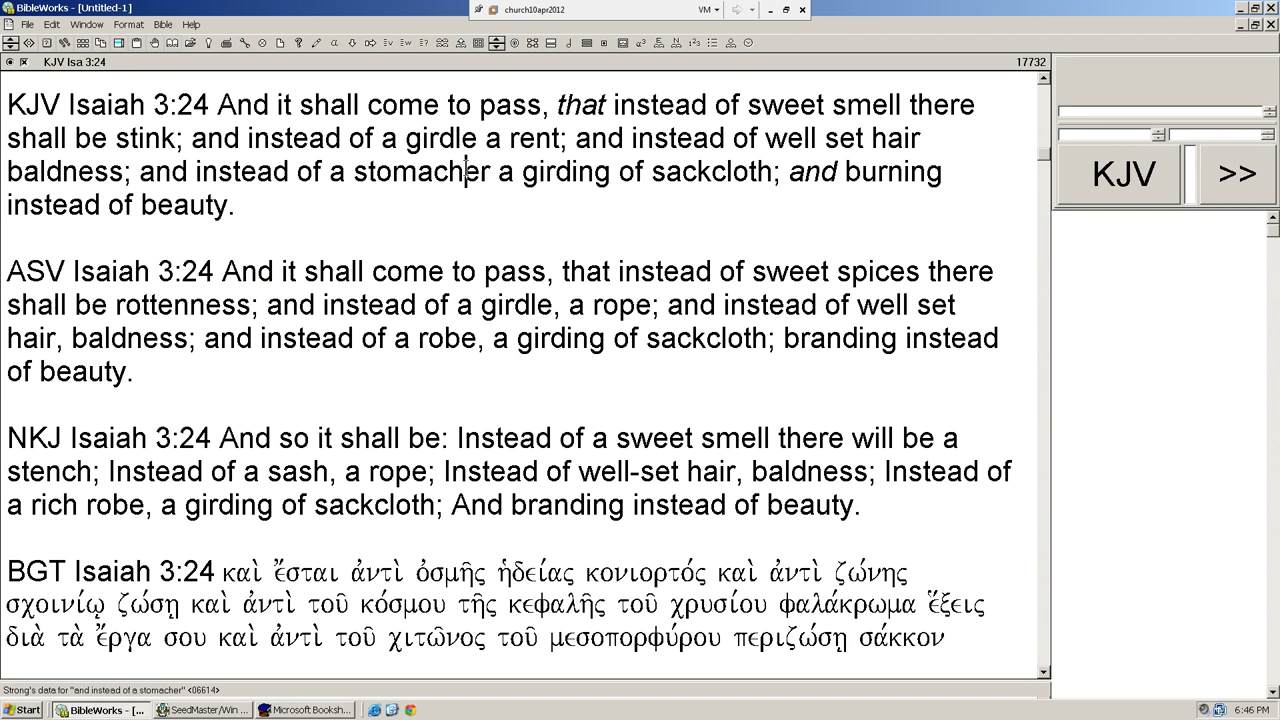 BibleWorks - [Untitled-1]
church10apr2012
VM
File Edit Window Format Bible Help
KJV Isa 3:24 17732
KJV Isaiah 3:24 And it shall come to pass, that instead of sweet smell there
shall be stink; and instead of a girdle a rent; and instead of well set hair
baldness; and instead of a stomacher a girding of sackcloth; and burning
instead of beauty.
ASV Isaiah 3:24 And it shall come to pass, that instead of sweet spices there
shall be rottenness; and instead of a girdle, a rope; and instead of well set
hair, baldness; and instead of a robe, a girding of sackcloth; branding instead
of beauty.
NKJ Isaiah 3:24 And so it shall be: Instead of a sweet smell there will be a
stench; Instead of a sash, a rope; Instead of well-set hair, baldness; Instead of
a rich robe, a girding of sackcloth; And branding instead of beauty.
BGT Isaiah 3:24 καὶ ἔσται ἀντὶ ὀσμῆς ἡδείας κονιορτός καὶ ἀντὶ ζώνης
σχοινίῳ ζώσῃ καὶ ἀντὶ τοῦ κόσμου τῆς κεφαλῆς τοῦ χρυσίου φαλάκρωμα ἕξεις
διὰ τὰ ἔργα σου καὶ ἀντὶ τοῦ χιτῶνος τοῦ μεσοπορφύρου περιζώσῃ σάκκον
KJV >>
Strong's data for "and instead of a stomacher" <06614>
Start BibleWorks - [... SeedMaster/Win ... Microsoft Booksh... 6:46 PM